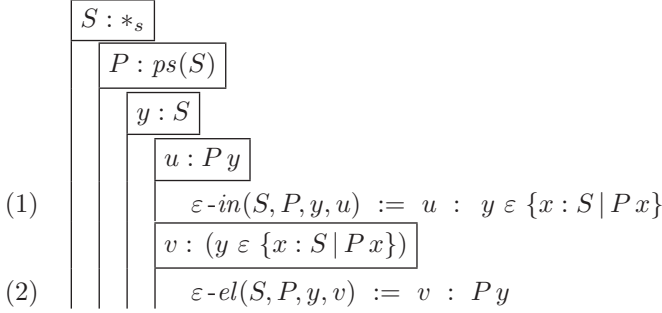 S : ∗ₛ
P : ps(S)
y : S
u : P y
(1) ε-in(S, P, y, u) := u : y ε {x : S | P x}
v : (y ε {x : S | P x})
(2) ε-el(S, P, y, v) := v : P y